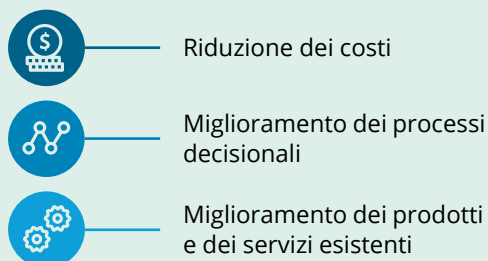 $
Riduzione dei costi
Miglioramento dei processi
decisionali
Miglioramento dei prodotti
e dei servizi esistenti